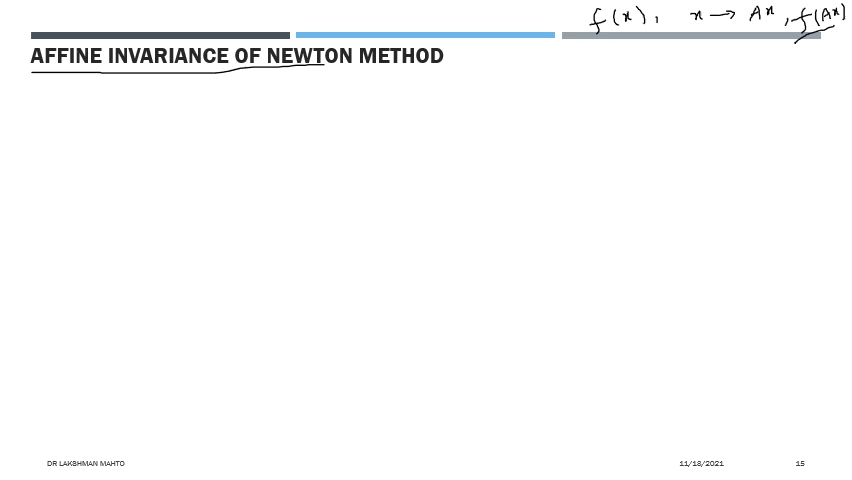 f(x), x → Ax, f(Ax)
AFFINE INVARIANCE OF NEWTON METHOD
DR LAKSHMAN MAHTO 11/18/2021 15